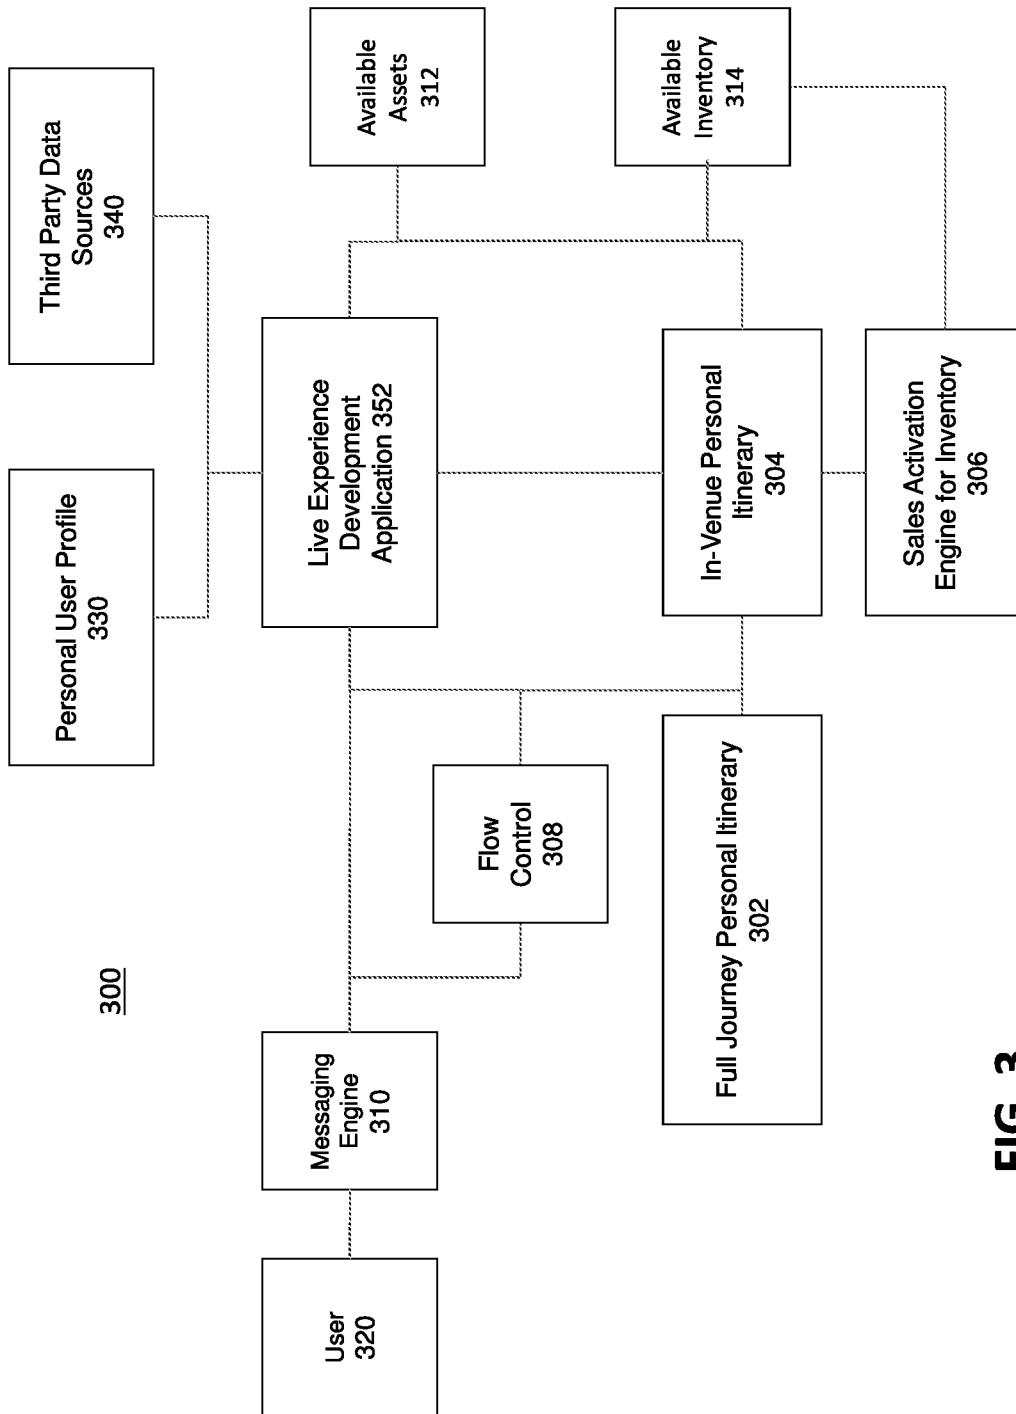 300
Personal User Profile
330
Third Party Data
Sources
340
User
320
Messaging
Engine
310
Live Experience
Development
Application 352
Available
Assets
312
Available
Inventory
314
Flow
Control
308
Full Journey Personal Itinerary
302
In-Venue Personal
Itinerary
304
Sales Activation
Engine for Inventory
306
FIG 3